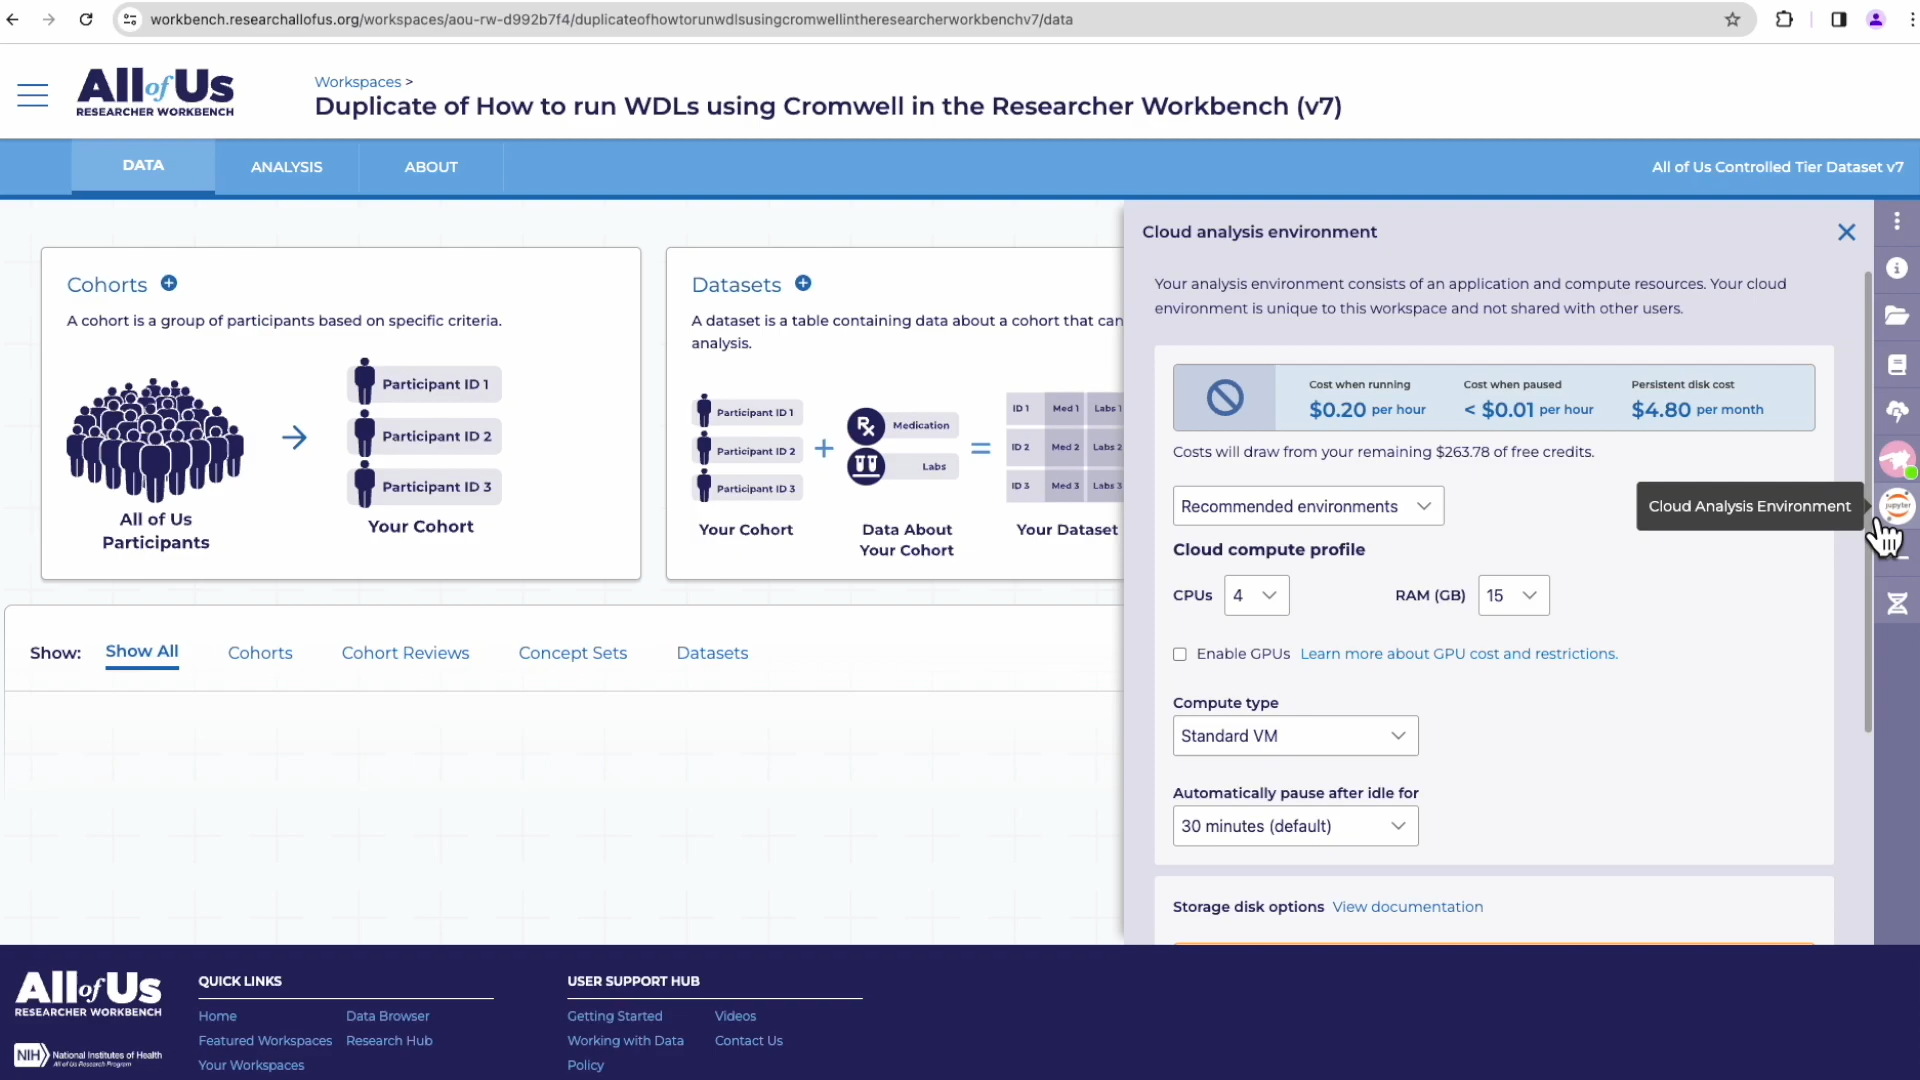 workbench.researchallofus.org/workspaces/aou-rw-d992b7f4/duplicateofhowtorunwdlsusingcromwellintheresearcherworkbenchv7/data
All of Us
RESEARCHER WORKBENCH
Workspaces >
Duplicate of How to run WDLs using Cromwell in the Researcher Workbench (v7)
DATA
ANALYSIS
ABOUT
All of Us Controlled Tier Dataset v7
Cohorts
A cohort is a group of participants based on specific criteria.
Participant ID 1
Participant ID 2
Participant ID 3
All of Us
Participants
Your Cohort
Datasets
A dataset is a table containing data about a cohort that can
analysis.
Participant ID 1
Participant ID 2
Participant ID 3
Rx
Medication
Labs
ID 1 Med 1 Labs 1
ID 2 Med 2 Labs 2
ID 3 Med 3 Labs 3
Your Cohort
Data About
Your Cohort
Your Dataset
Show:
Show All
Cohorts
Cohort Reviews
Concept Sets
Datasets
Cloud analysis environment
Your analysis environment consists of an application and compute resources. Your cloud
environment is unique to this workspace and not shared with other users.
Cost when running
$0.20 per hour
Cost when paused
< $0.01 per hour
Persistent disk cost
$4.80 per month
Costs will draw from your remaining $263.78 of free credits.
Recommended environments
Cloud Analysis Environment
jupyter
Cloud compute profile
CPUs 4
RAM (GB) 15
Enable GPUs Learn more about GPU cost and restrictions.
Compute type
Standard VM
Automatically pause after idle for
30 minutes (default)
Storage disk options View documentation
All of Us
RESEARCHER WORKBENCH
NIH National Institutes of Health
All of Us Research Program
QUICK LINKS
Home
Data Browser
Featured Workspaces
Research Hub
Your Workspaces
USER SUPPORT HUB
Getting Started
Videos
Working with Data
Contact Us
Policy